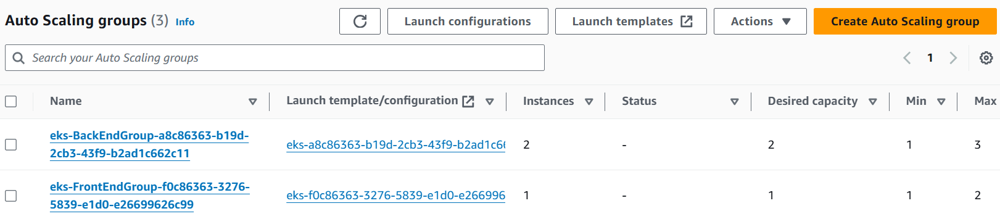 Auto Scaling groups (3) Info
Launch configurations
Launch templates
Actions
Create Auto Scaling group
Search your Auto Scaling groups
1
Name Launch template/configuration Instances Status Desired capacity Min Max
eks-BackEndGroup-a8c86363-b19d-
2cb3-43f9-b2ad1c662c11
eks-a8c86363-b19d-2cb3-43f9-b2ad1c66 2 - 2 1 3
eks-FrontEndGroup-f0c86363-3276-
5839-e1d0-e26699626c99
eks-f0c86363-3276-5839-e1d0-e266996 1 - 1 1 2